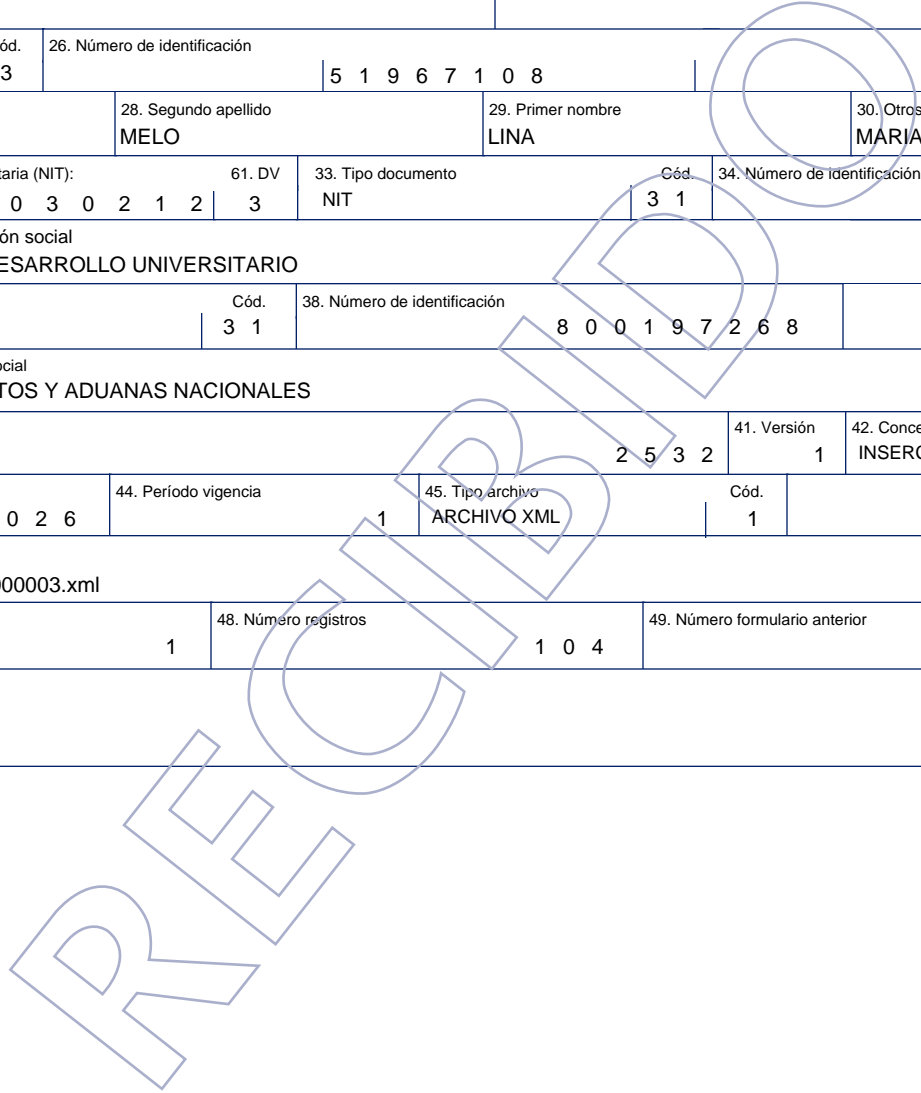 ód. 26. Número de identificación
3 5 1 9 6 7 1 0 8
28. Segundo apellido 29. Primer nombre 30. Otros
MELO LINA MARIA
taria (NIT): 61. DV 33. Tipo documento Cód. 34. Número de identificación
0 3 0 2 1 2 3 NIT 3 1
ón social
ESARROLLO UNIVERSITARIO
Cód. 38. Número de identificación
3 1 8 0 0 1 9 7 2 6 8
ocial
TOS Y ADUANAS NACIONALES
41. Versión 42. Conce
2 5 3 2 1 INSERC
44. Período vigencia 45. Tipo archivo Cód.
0 2 6 1 ARCHIVO XML 1
000003.xml
48. Número registros 49. Número formulario anterior
1 1 0 4
RECIBIDO